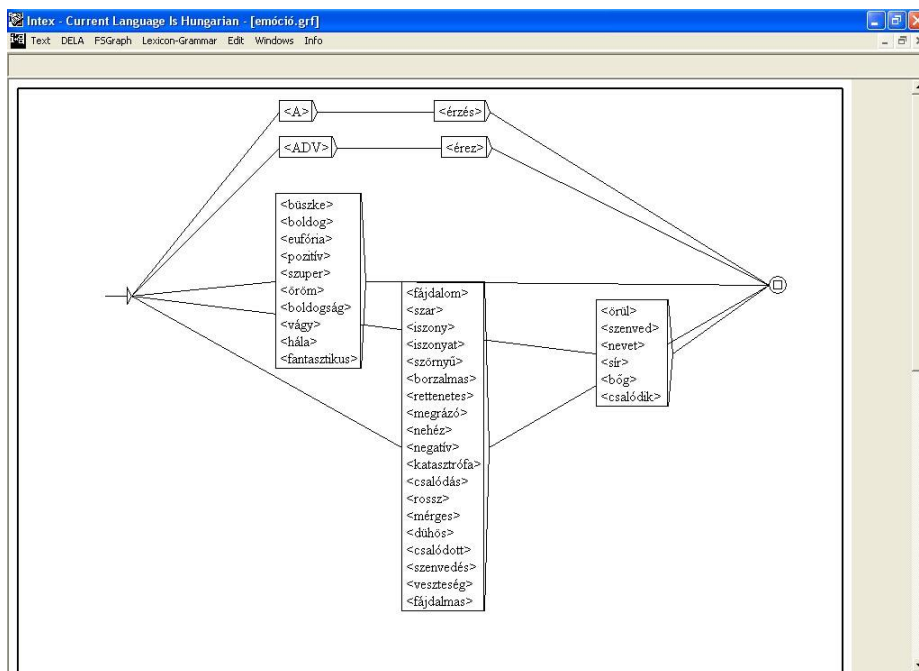 Intex - Current Language Is Hungarian - [emóció.grf]
Text DELA FSGraph Lexicon-Grammar Edit Windows Info
<A>
<érzés>
<ADV>
<érez>
<büszke>
<boldog>
<eufória>
<pozitív>
<szuper>
<öröm>
<boldogság>
<vágy>
<hála>
<fantasztikus>
<fájdalom>
<szar>
<iszony>
<iszonyat>
<szörnyű>
<borzalmas>
<rettenetes>
<megrázó>
<nehéz>
<negatív>
<katasztrófa>
<csalódás>
<rossz>
<mérges>
<dühös>
<csalódott>
<szenvedés>
<veszteség>
<fájdalmas>
<örül>
<szenved>
<nevet>
<sír>
<bőg>
<csalódik>